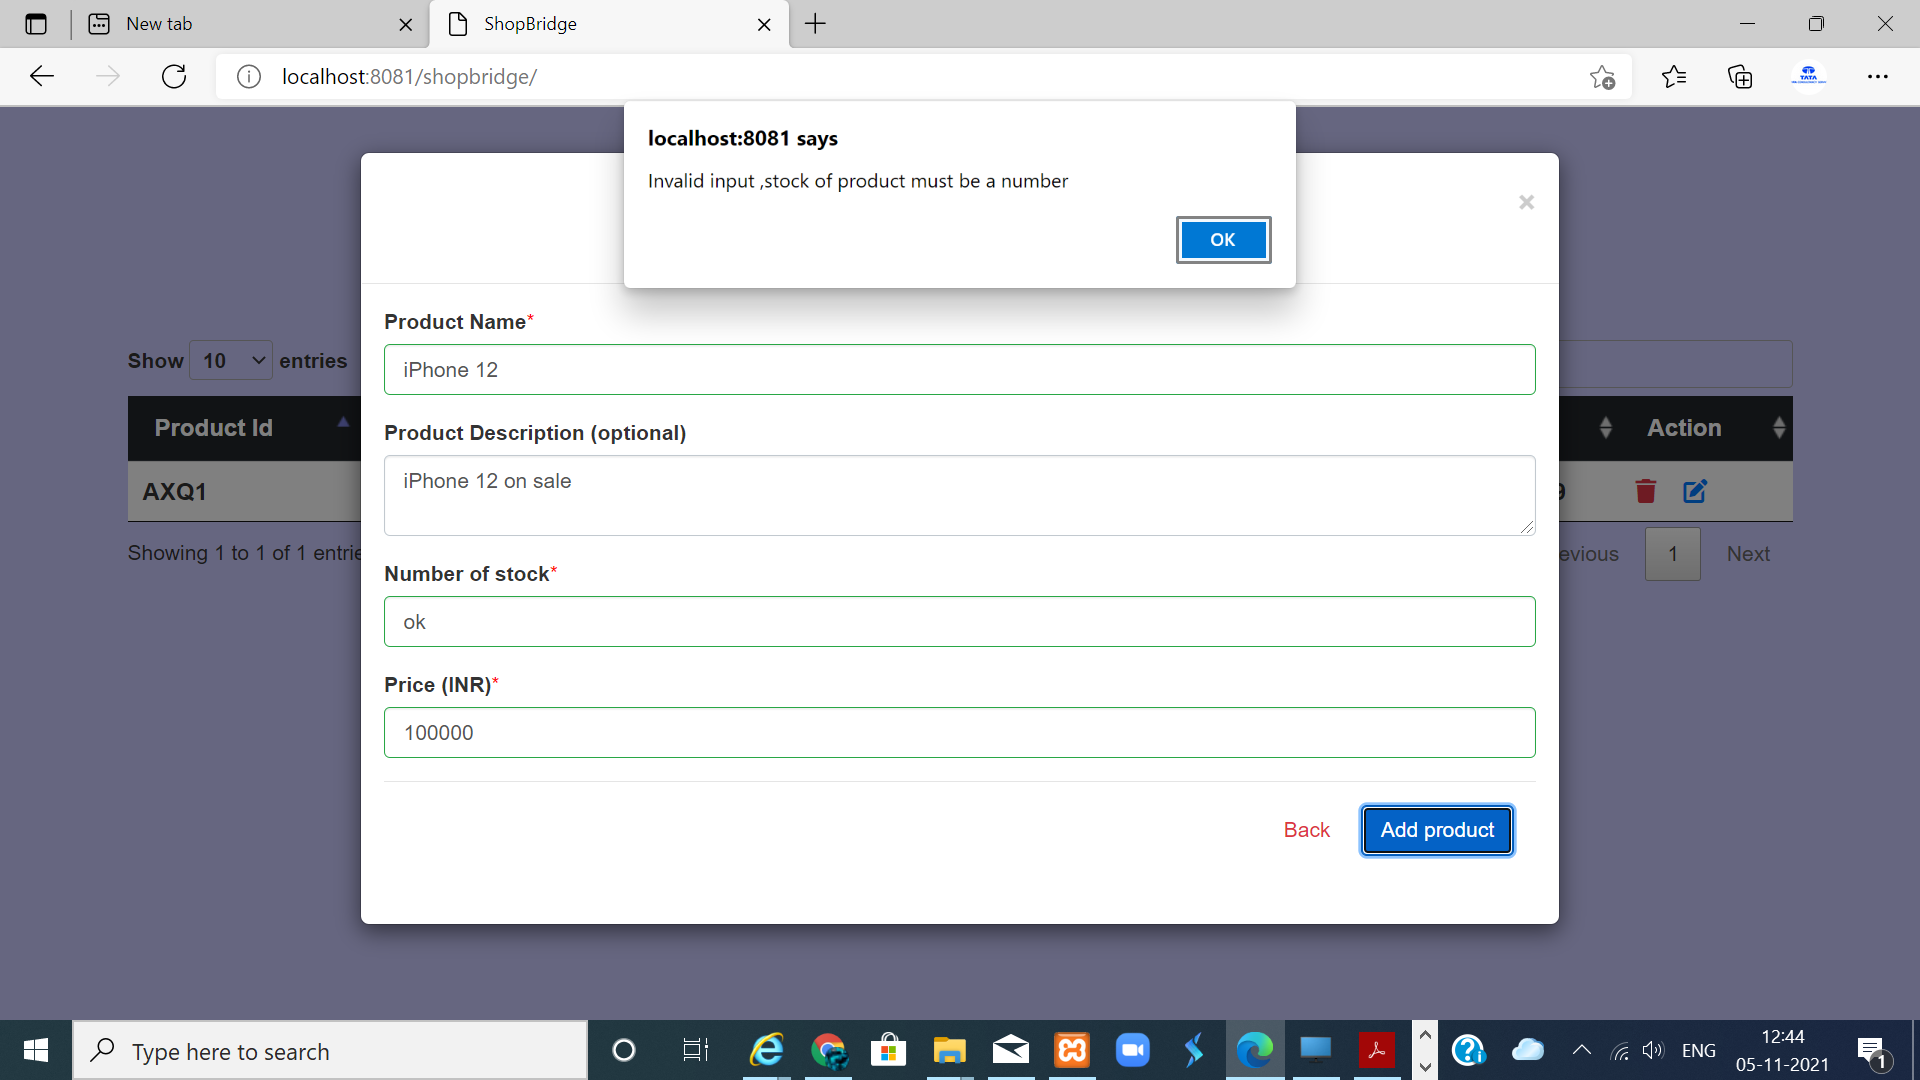 New tab
ShopBridge
localhost:8081/shopbridge/
TATA
localhost:8081 says
Invalid input ,stock of product must be a number
OK
×
Product Name*
iPhone 12
Show 10 entries
Product Id
Action
Product Description (optional)
iPhone 12 on sale
AXQ1
9
Showing 1 to 1 of 1 entrie
evious
1
Next
Number of stock*
ok
Price (INR)*
100000
Back
Add product
Type here to search
ENG
12:44
05-11-2021
1